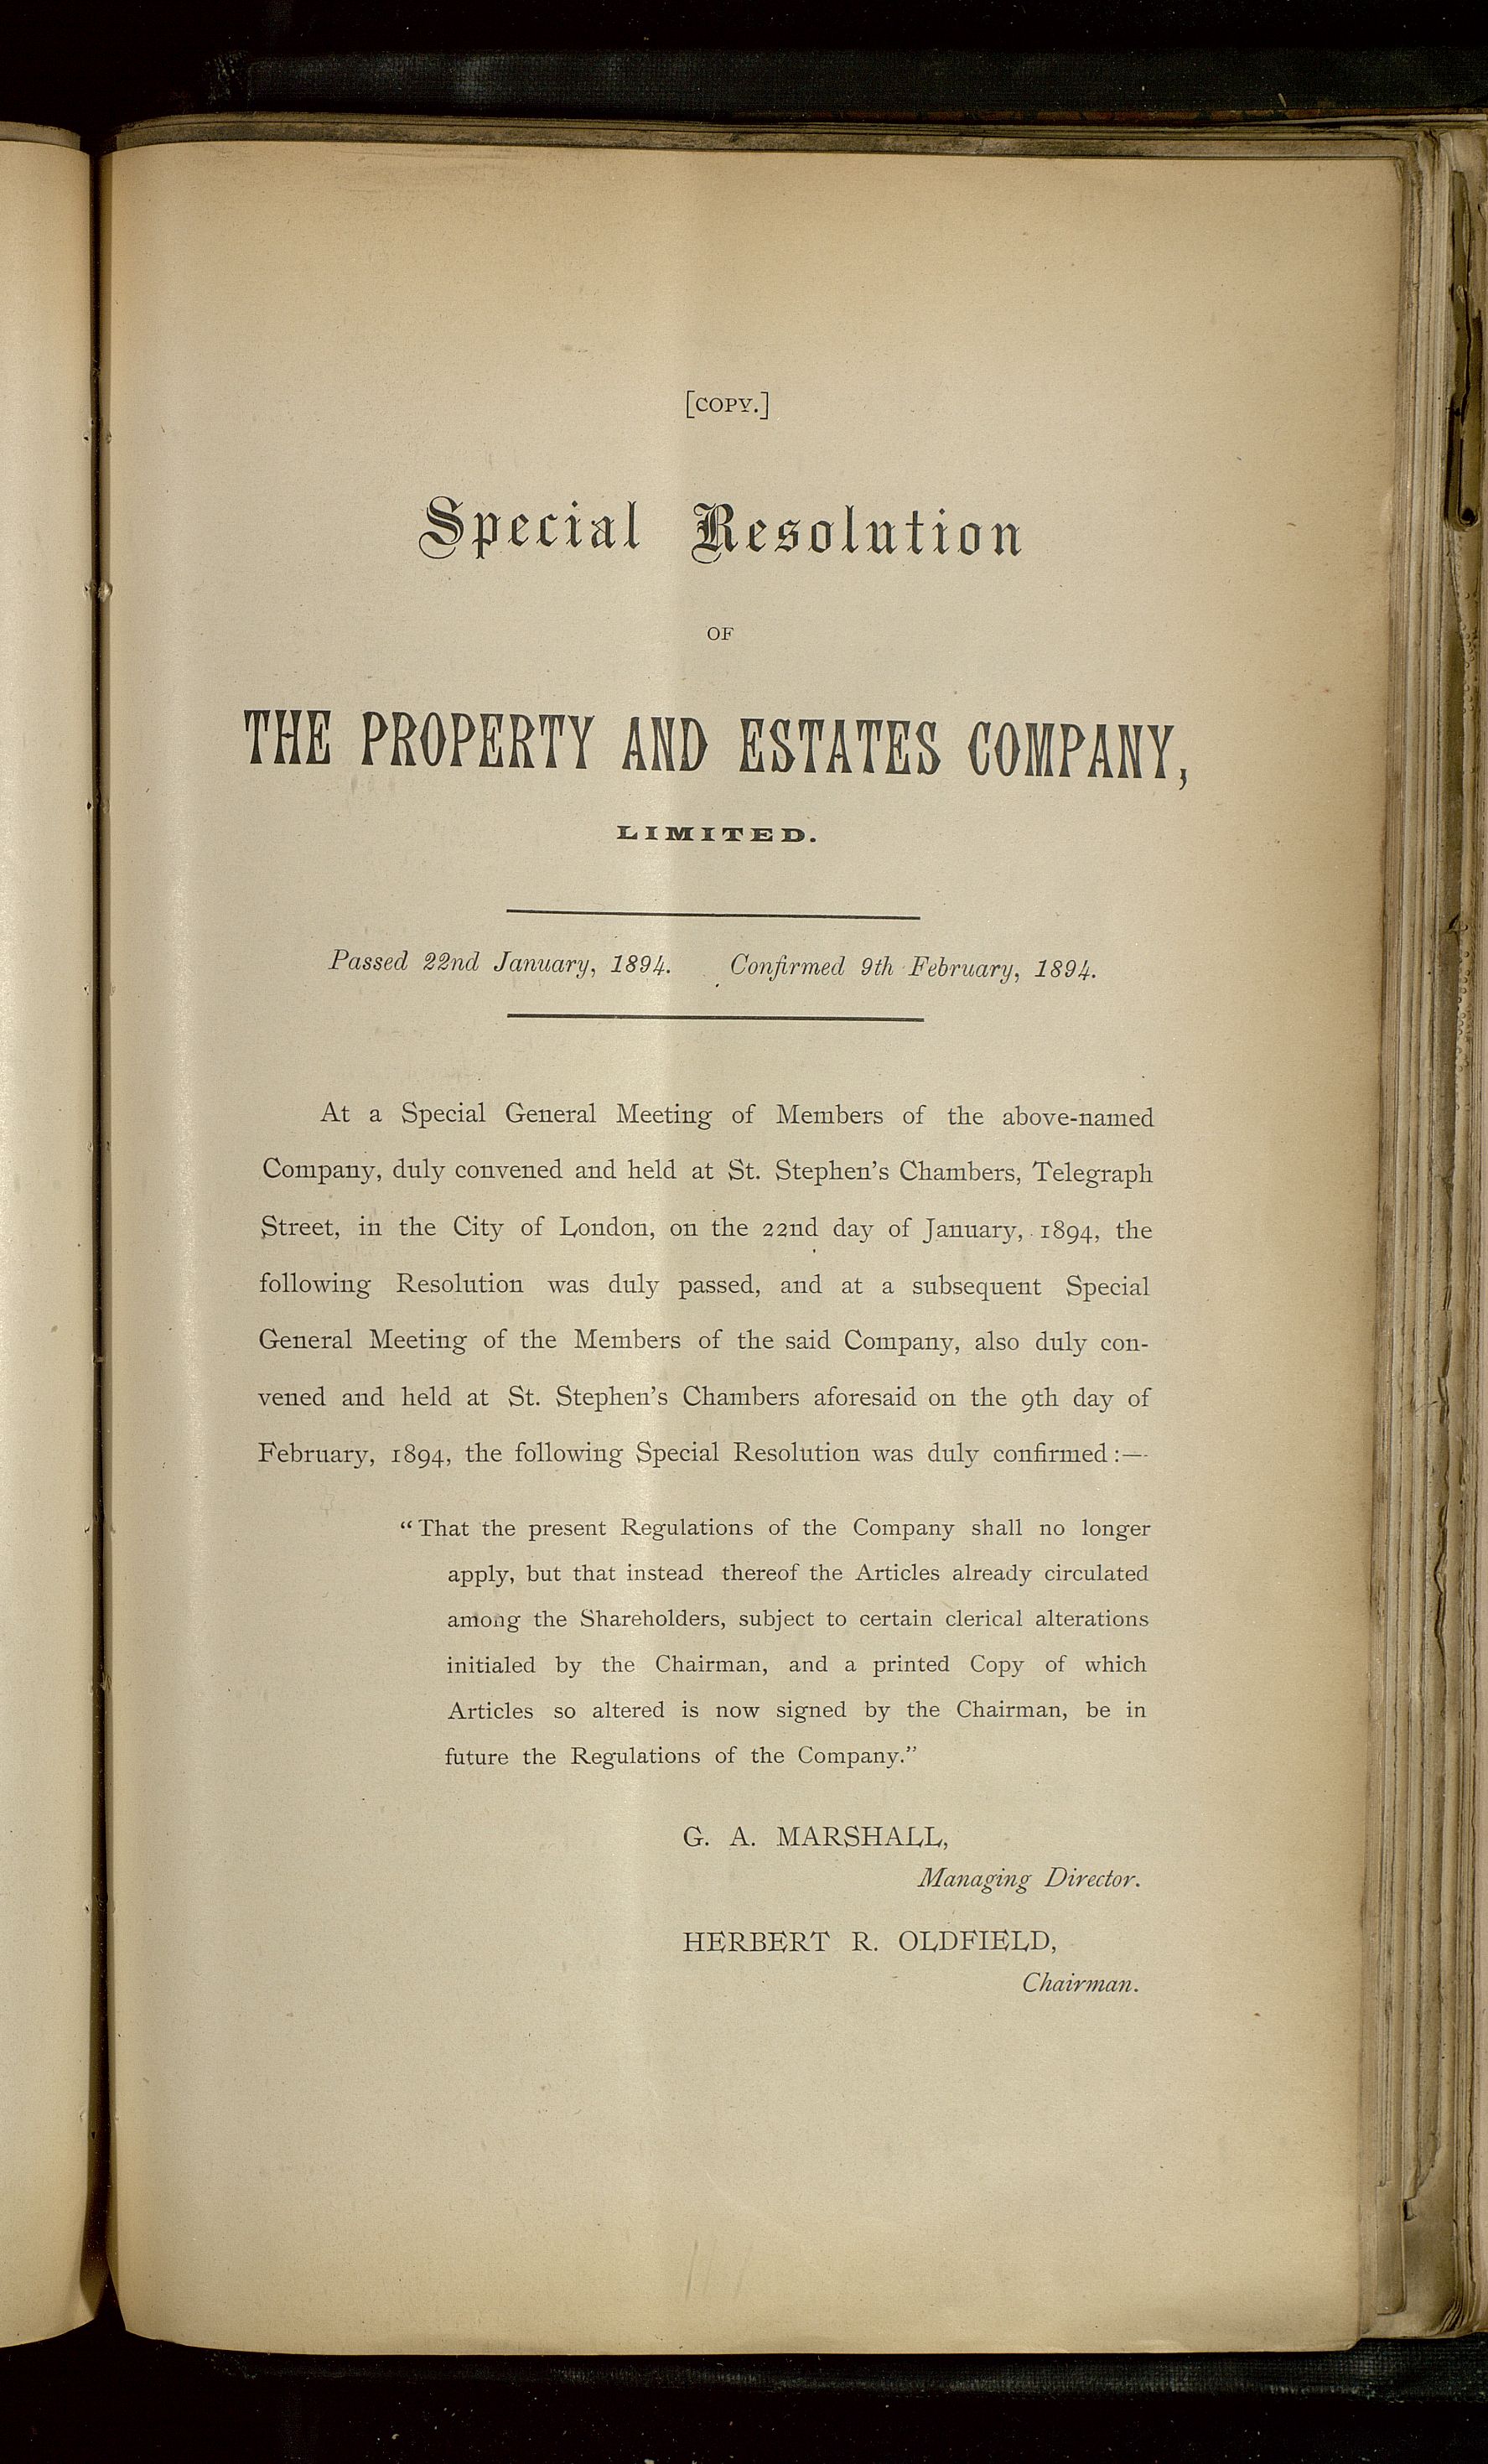 [COPY.]
Special Resolution
OF
THE PROPERTY AND ESTATES COMPANY,
LIMITED.
Passed 22nd January, 1894. Confirmed 9th February, 1894.
At a Special General Meeting of Members of the above-named
Company, duly convened and held at St. Stephen's Chambers, Telegraph
Street, in the City of London, on the 22nd day of January, 1894, the
following Resolution was duly passed, and at a subsequent Special
General Meeting of the Members of the said Company, also duly con-
vened and held at St. Stephen's Chambers aforesaid on the 9th day of
February, 1894, the following Special Resolution was duly confirmed:—
“That the present Regulations of the Company shall no longer
apply, but that instead thereof the Articles already circulated
among the Shareholders, subject to certain clerical alterations
initialed by the Chairman, and a printed Copy of which
Articles so altered is now signed by the Chairman, be in
future the Regulations of the Company.”
G. A. MARSHALL,
Managing Director.
HERBERT R. OLDFIELD,
Chairman.